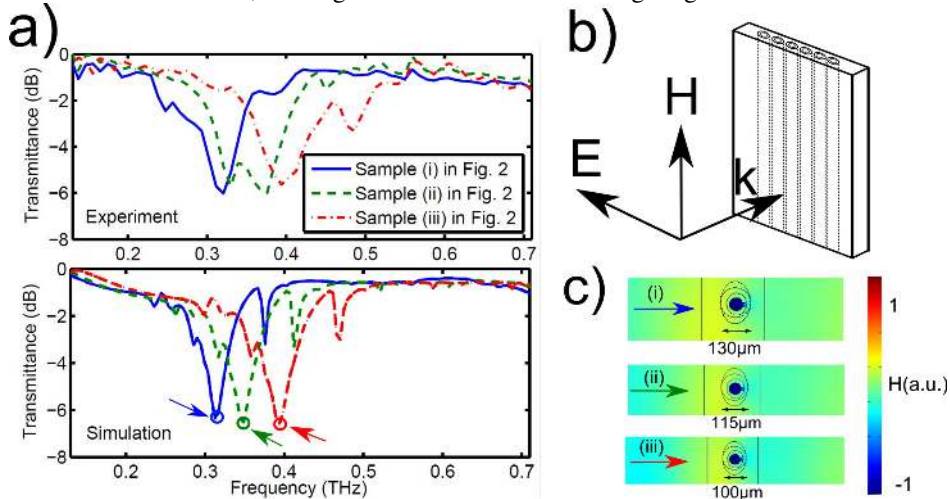 a)
Transmittance (dB)
0
−2
−4
−6
−8
Experiment
Sample (i) in Fig. 2
Sample (ii) in Fig. 2
Sample (iii) in Fig. 2
0.2 0.3 0.4 0.5 0.6 0.7
Transmittance (dB)
0
−2
−4
−6
−8
Simulation
0.2 0.3 0.4 0.5 0.6 0.7
Frequency (THz)
b)
H
E
k
c)
(i)
130μm
(ii)
115μm
(iii)
100μm
1
H(a.u.)
-1